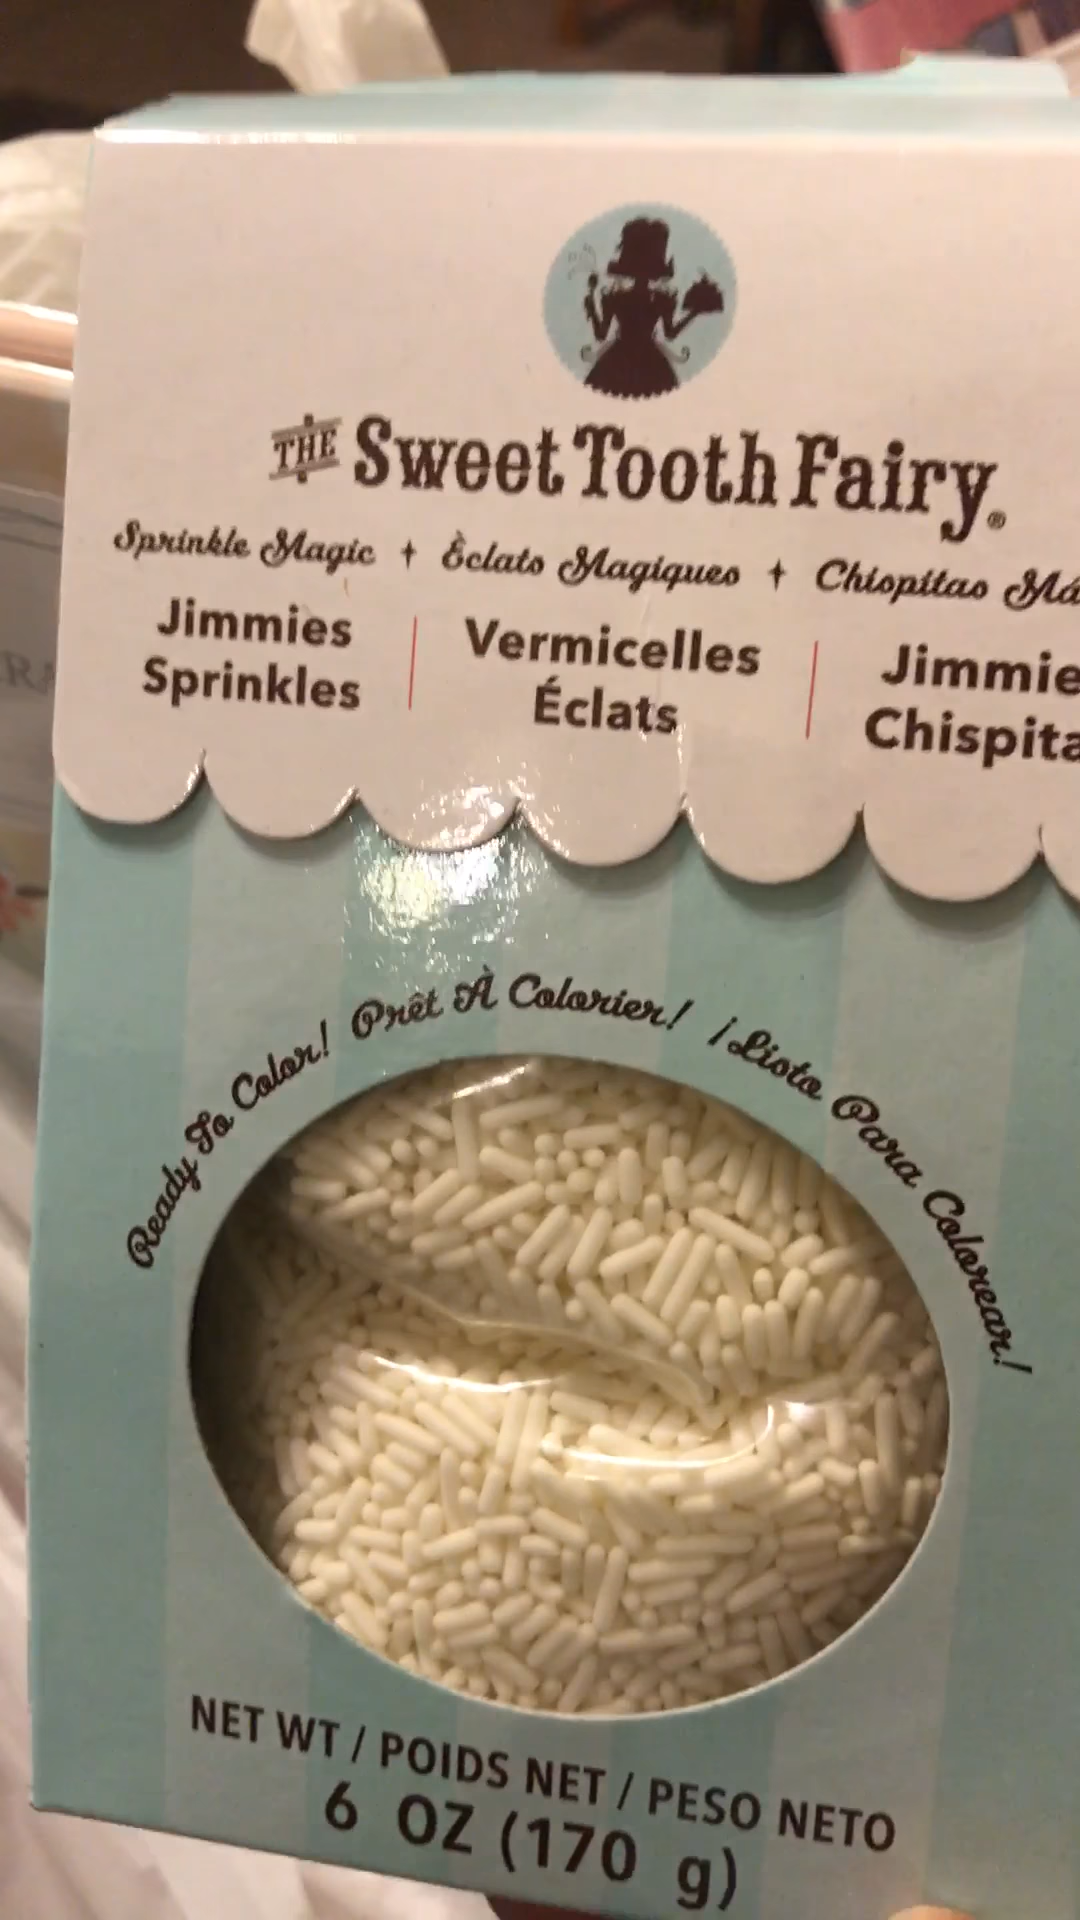 THE Sweet Tooth Fairy®
Sprinkle Magic + Èclats Magiques + Chispitas Má
Jimmies Sprinkles
Vermicelles Éclats
Jimmie Chispita
Ready To Color! Prêt À Colorier! ¡Listo Para Colorear!
NET WT / POIDS NET / PESO NETO
6 OZ (170 g)